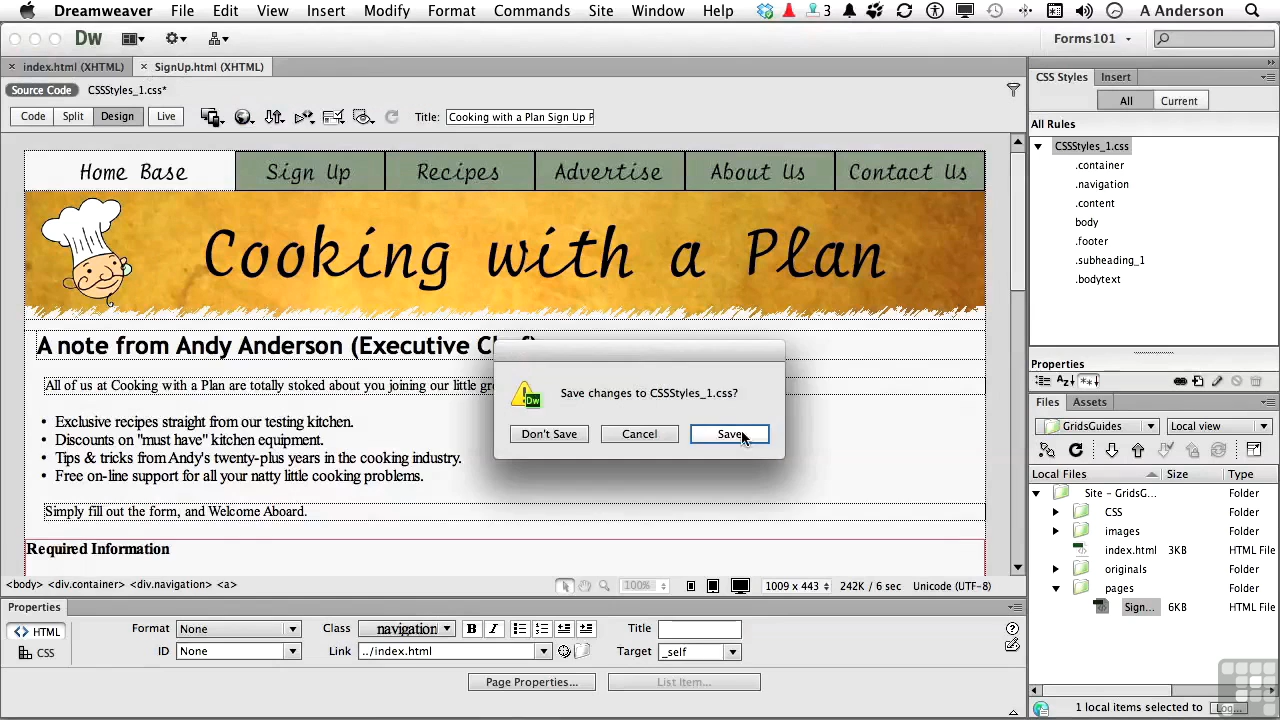 Dreamweaver File Edit View Insert Modify Format Commands Site Window Help 3 A Anderson
Dw Forms101
index.html (XHTML) SignUp.html (XHTML)
Source Code CSSStyles_1.css*
Code Split Design Live Title: Cooking with a Plan Sign Up P
Home Base Sign Up Recipes Advertise About Us Contact Us
Cooking with a Plan
A note from Andy Anderson (Executive
All of us at Cooking with a Plan are totally stoked about you joining our little
• Exclusive recipes straight from our testing kitchen.
• Discounts on "must have" kitchen equipment.
• Tips & tricks from Andy's twenty-plus years in the cooking industry.
• Free on-line support for all your natty little cooking problems.
Simply fill out the form, and Welcome Aboard.
Required Information
Save changes to CSSStyles_1.css?
Don't Save Cancel Save
<body> <div.container> <div.navigation> <a> 100% 1009 x 443 242K / 6 sec Unicode (UTF-8)
Properties
HTML Format None Class navigation B I Title
CSS ID None Link ../index.html Target _self
Page Properties... List Item...
CSS Styles Insert
All Current
All Rules
CSSStyles_1.css
.container
.navigation
.content
body
.footer
.subheading_1
.bodytext
Properties
Files Assets
GridsGuides Local view
Local Files Size Type
Site - GridsG... Folder
CSS Folder
images Folder
index.html 3KB HTML File
originals Folder
pages Folder
Sign... 6KB HTML File
1 local items selected to Log...